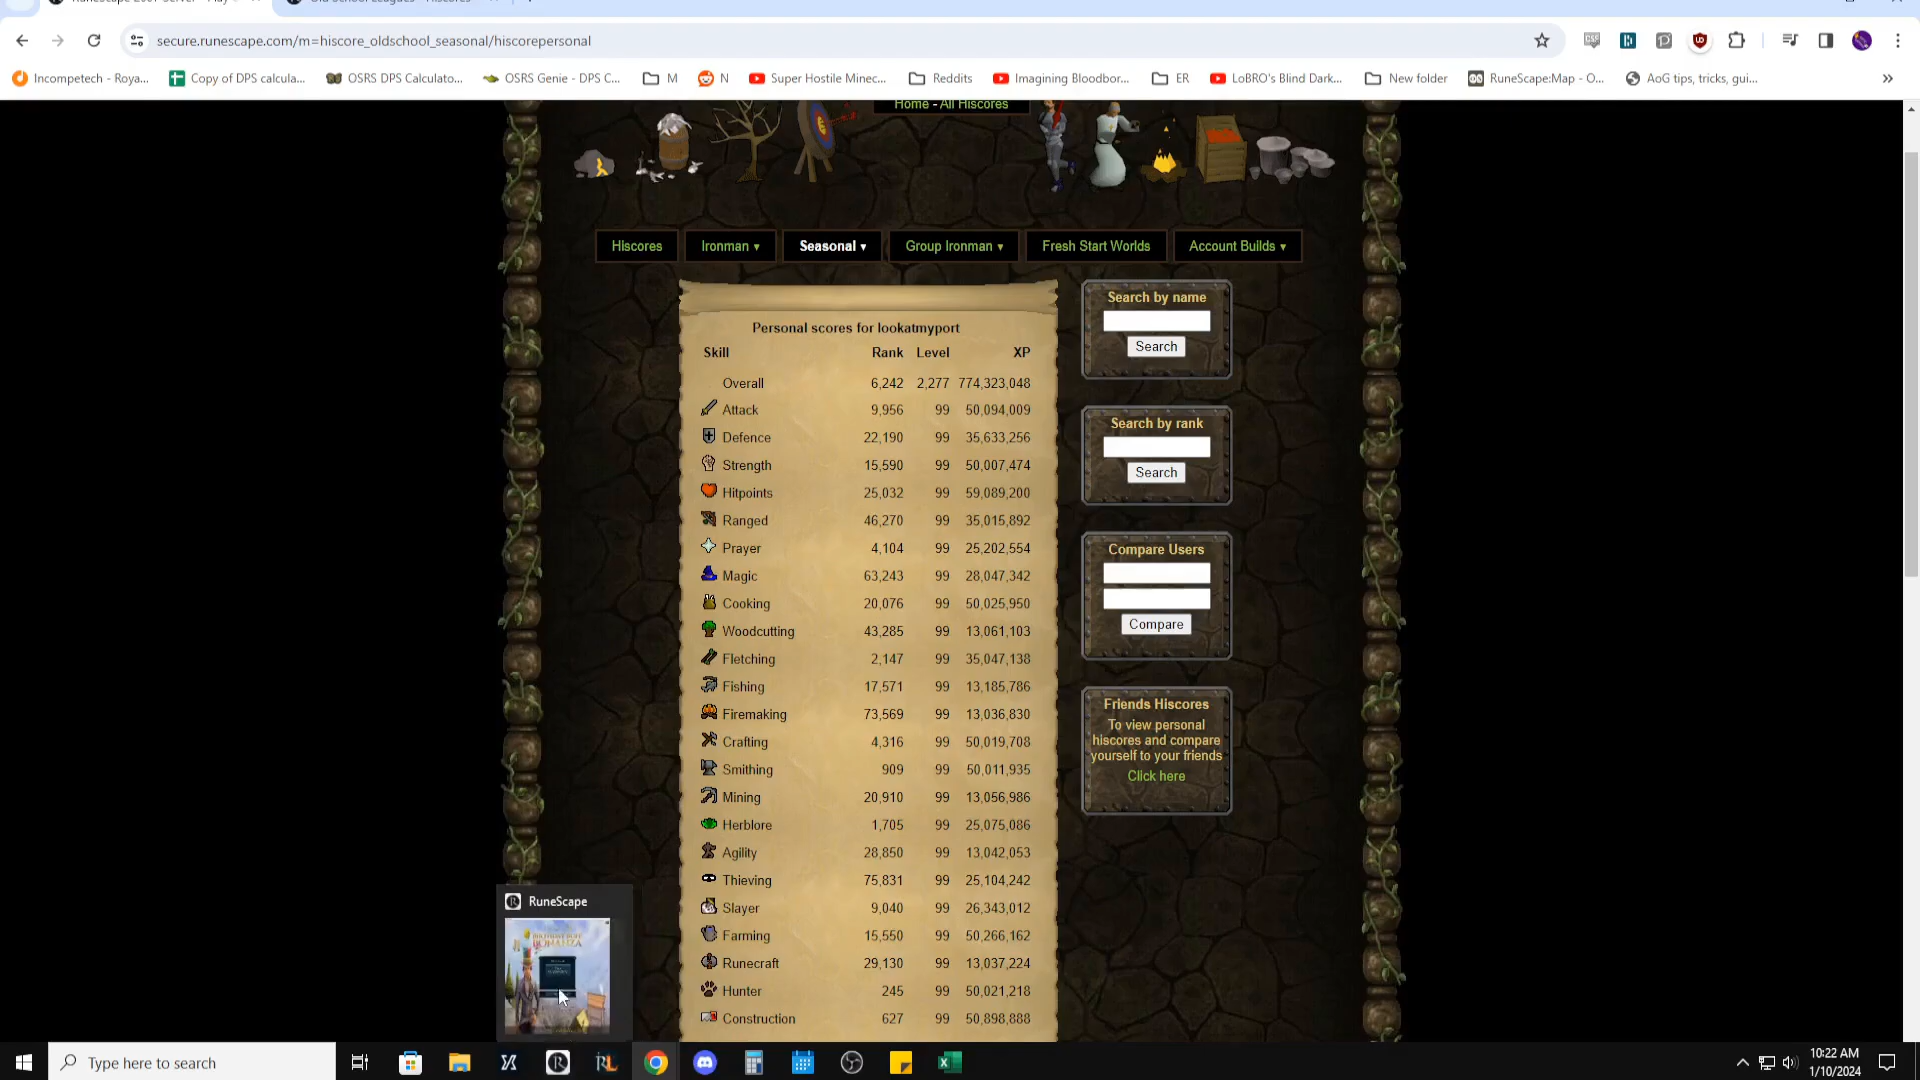 secure.runescape.com/m=hiscore_oldschool_seasonal/hiscorepersonal
Incompetech - Roya... Copy of DPS calcula... OSRS DPS Calculato... OSRS Genie - DPS C... M N Super Hostile Minec... Reddits Imagining Bloodbor... ER LoBRO's Blind Dark... New folder RuneScape:Map - O... AoG tips, tricks, gui... »
Home - All Hiscores
Hiscores Ironman ▾ Seasonal ▾ Group Ironman ▾ Fresh Start Worlds Account Builds ▾
Personal scores for lookatmyport
Skill Rank Level XP
Overall 6,242 2,277 774,323,048
Attack 9,956 99 50,094,009
Defence 22,190 99 35,633,256
Strength 15,590 99 50,007,474
Hitpoints 25,032 99 59,089,200
Ranged 46,270 99 35,015,892
Prayer 4,104 99 25,202,554
Magic 63,243 99 28,047,342
Cooking 20,076 99 50,025,950
Woodcutting 43,285 99 13,061,103
Fletching 2,147 99 35,047,138
Fishing 17,571 99 13,185,786
Firemaking 73,569 99 13,036,830
Crafting 4,316 99 50,019,708
Smithing 909 99 50,011,935
Mining 20,910 99 13,056,986
Herblore 1,705 99 25,075,086
Agility 28,850 99 13,042,053
Thieving 75,831 99 25,104,242
Slayer 9,040 99 26,343,012
Farming 15,550 99 50,266,162
Runecraft 29,130 99 13,037,224
Hunter 245 99 50,021,218
Construction 627 99 50,898,888
Search by name
Search
Search by rank
Search
Compare Users
Compare
Friends Hiscores
To view personal
hiscores and compare
yourself to your friends
Click here
RuneScape
BONANZA
Type here to search
10:22 AM
1/10/2024